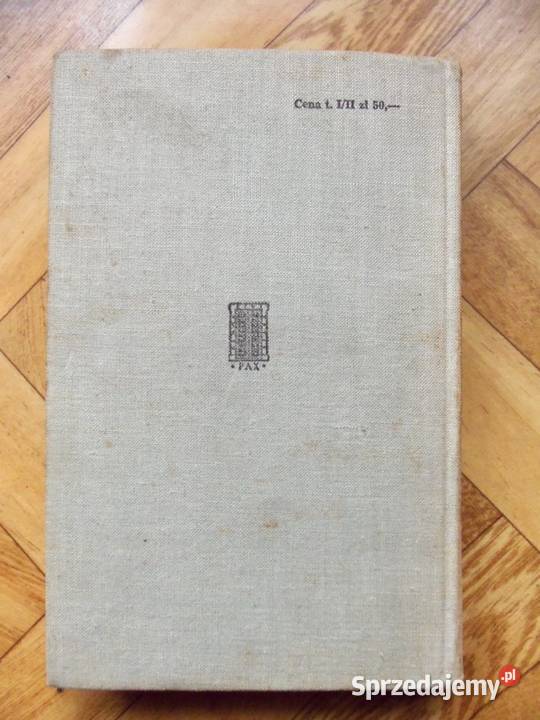 Cena t. I/II zł 50,—
• PAX •
Sprzedajemy.pl